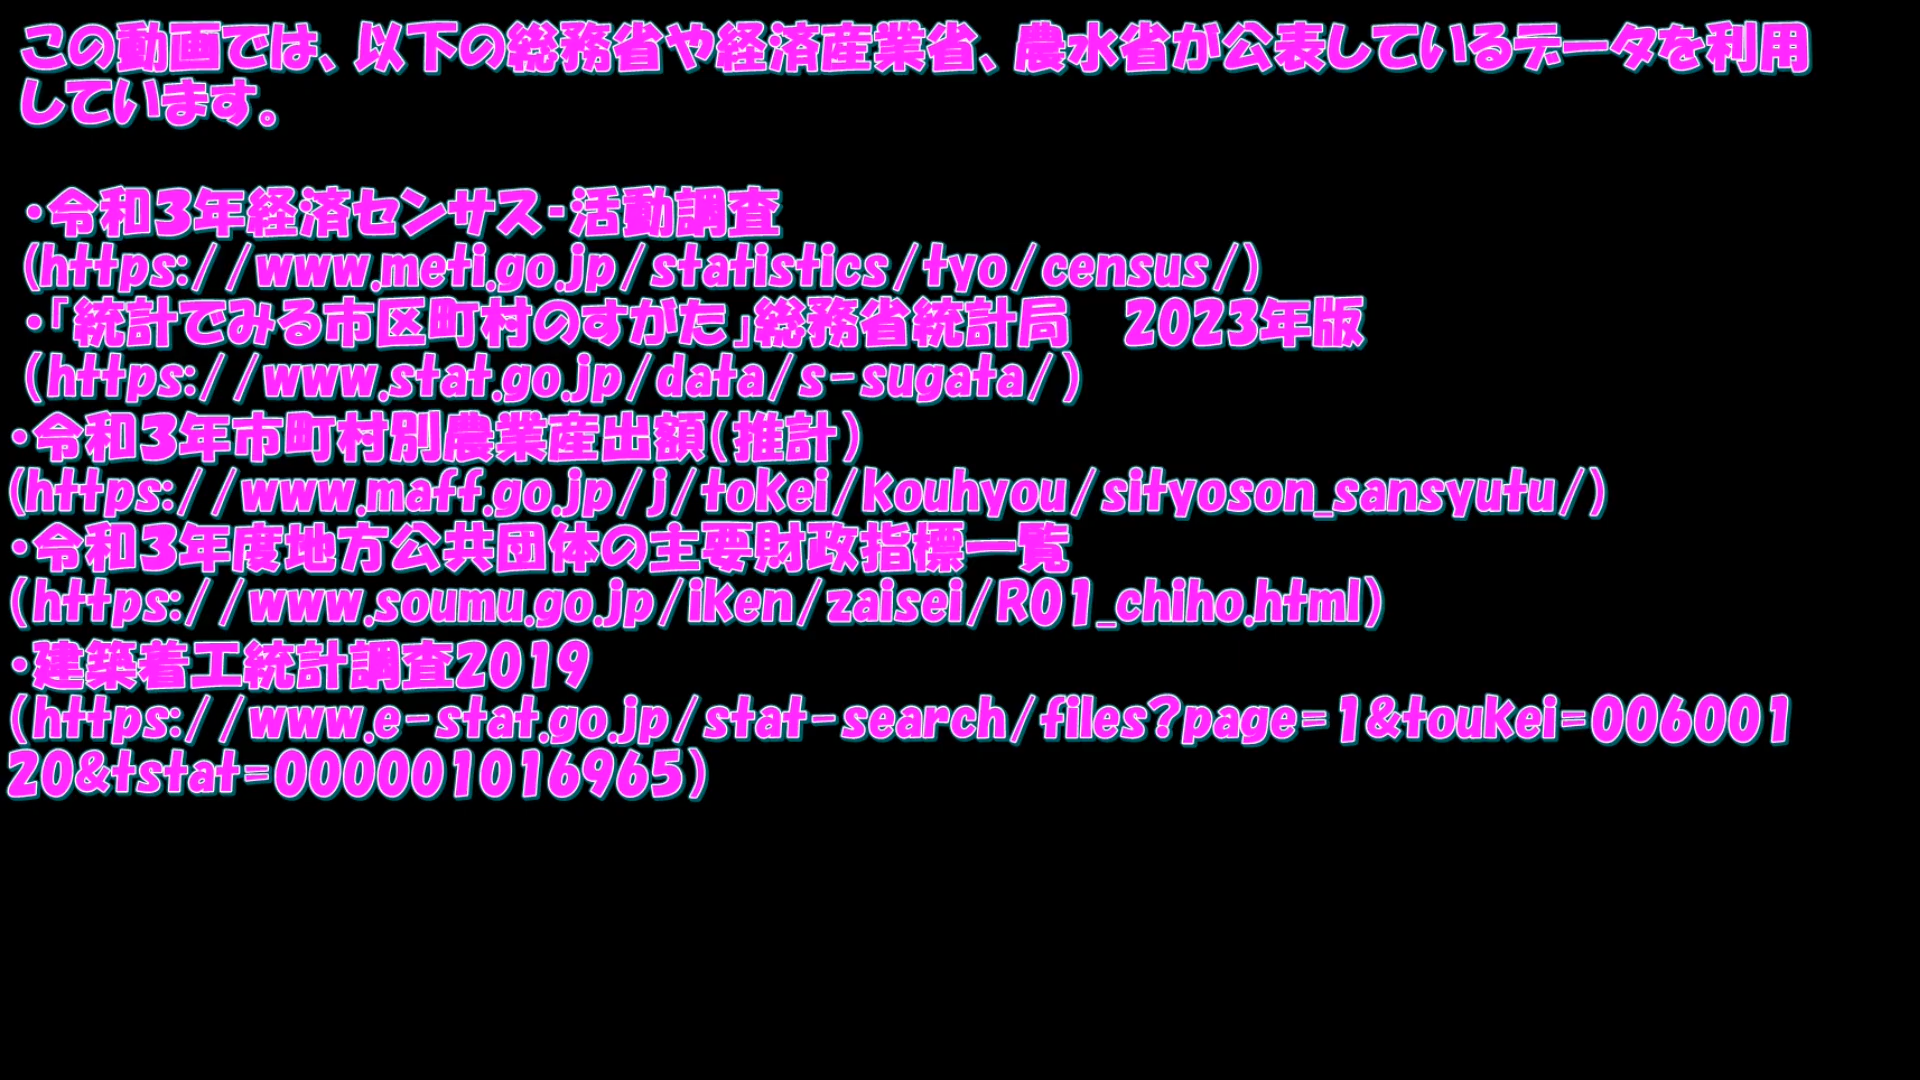 この動画では、以下の総務省や経済産業省、農水省が公表しているデータを利用
しています。
・令和3年経済センサス‐活動調査
(https://www.meti.go.jp/statistics/tyo/census/)
・「統計でみる市区町村のすがた」総務省統計局　2023年版
(https://www.stat.go.jp/data/s-sugata/)
・令和3年市町村別農業産出額(推計)
(https://www.maff.go.jp/j/tokei/kouhyou/sityoson_sansyutu/)
・令和3年度地方公共団体の主要財政指標一覧
(https://www.soumu.go.jp/iken/zaisei/R01_chiho.html)
・建築着工統計調査2019
(https://www.e-stat.go.jp/stat-search/files?page=1&toukei=006001
20&tstat=000001016965)